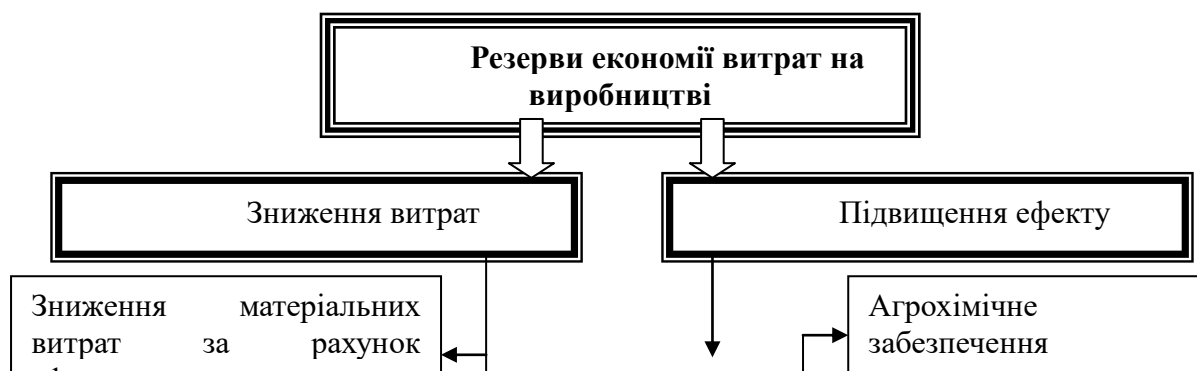 Резерви економії витрат на
виробництві
Зниження витрат
Підвищення ефекту
Зниження матеріальних
витрат за рахунок
Агрохімічне
забезпечення